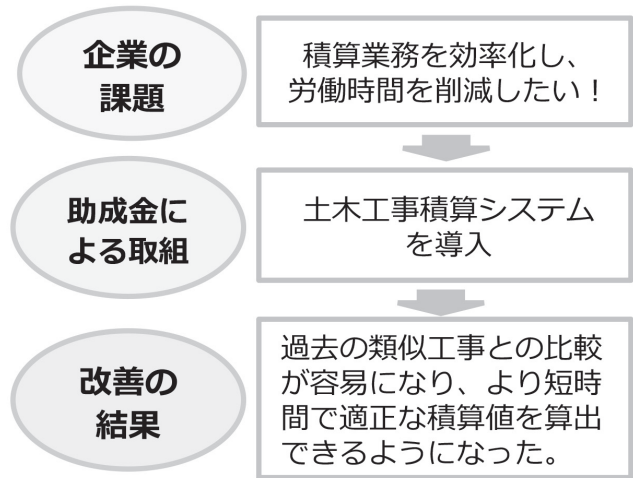 企業の
課題
積算業務を効率化し、
労働時間を削減したい！
助成金に
よる取組
土木工事積算システム
を導入
改善の
結果
過去の類似工事との比較
が容易になり、より短時
間で適正な積算値を算出
できるようになった。